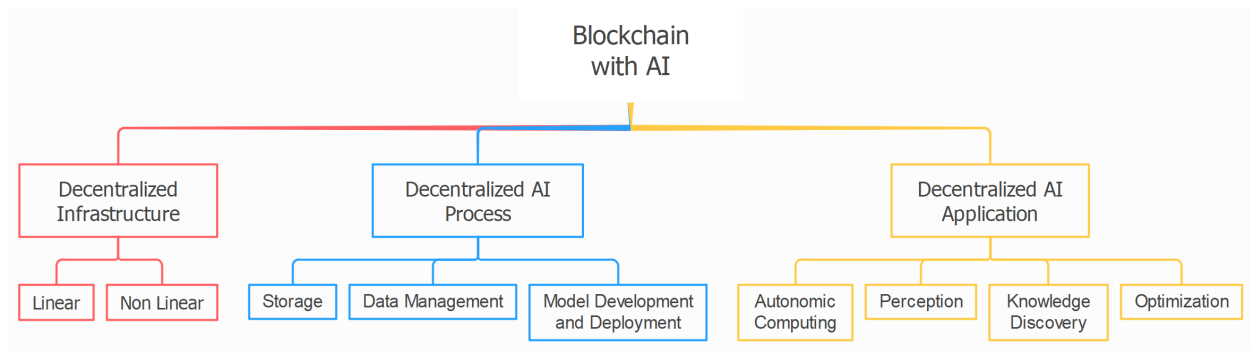 Blockchain
with AI
Decentralized
Infrastructure
Decentralized AI
Process
Decentralized AI
Application
Linear
Non Linear
Storage
Data Management
Model Development
and Deployment
Autonomic
Computing
Perception
Knowledge
Discovery
Optimization